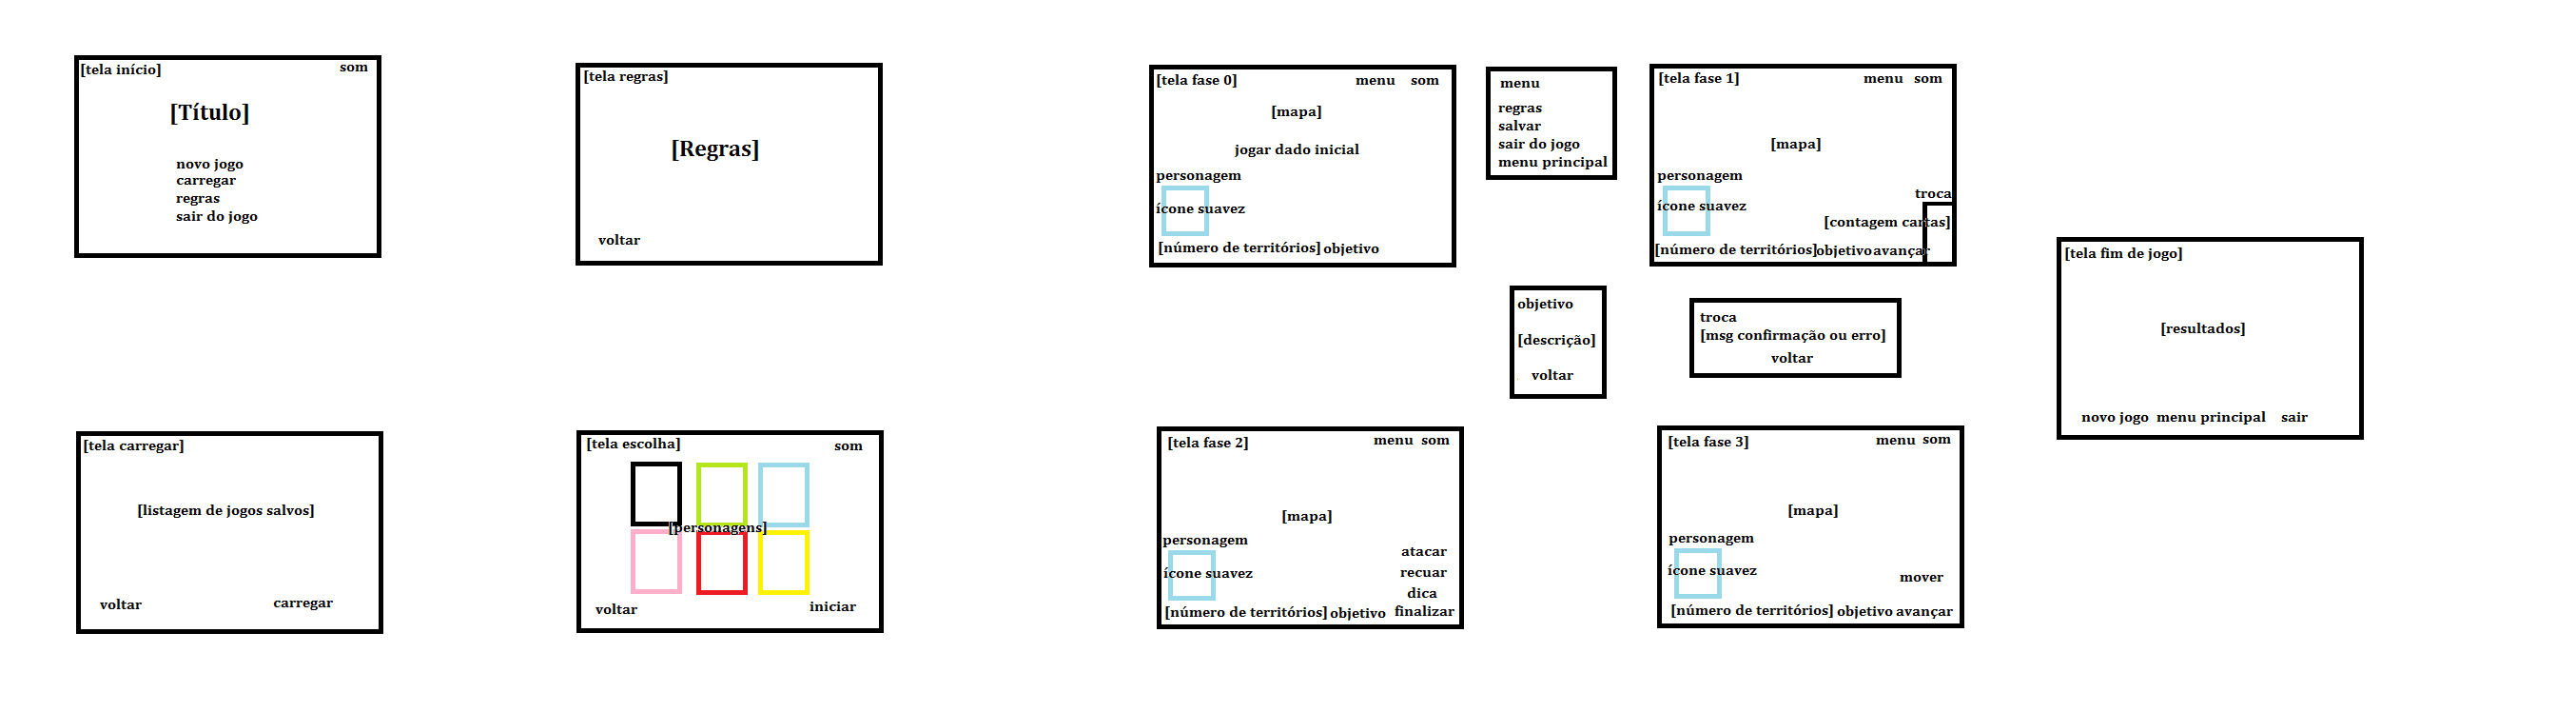 [tela início] som
[Título]
novo jogo
carregar
regras
sair do jogo
[tela regras]
[Regras]
voltar
[tela fase 0] menu som
[mapa]
jogar dado inicial
personagem
ícone suavez
[número de territórios] objetivo
menu
regras
salvar
sair do jogo
menu principal
[tela fase 1] menu som
[mapa]
personagem
ícone suavez
troca
[contagem cartas]
[número de territórios] objetivo avançar
objetivo
[descrição]
voltar
troca
[msg confirmação ou erro]
voltar
[tela fim de jogo]
[resultados]
novo jogo menu principal sair
[tela carregar]
[listagem de jogos salvos]
voltar carregar
[tela escolha] som
[personagens]
voltar iniciar
[tela fase 2] menu som
[mapa]
personagem
ícone suavez
atacar
recuar
dica
[número de territórios] objetivo finalizar
[tela fase 3] menu som
[mapa]
personagem
ícone suavez
mover
[número de territórios] objetivo avançar